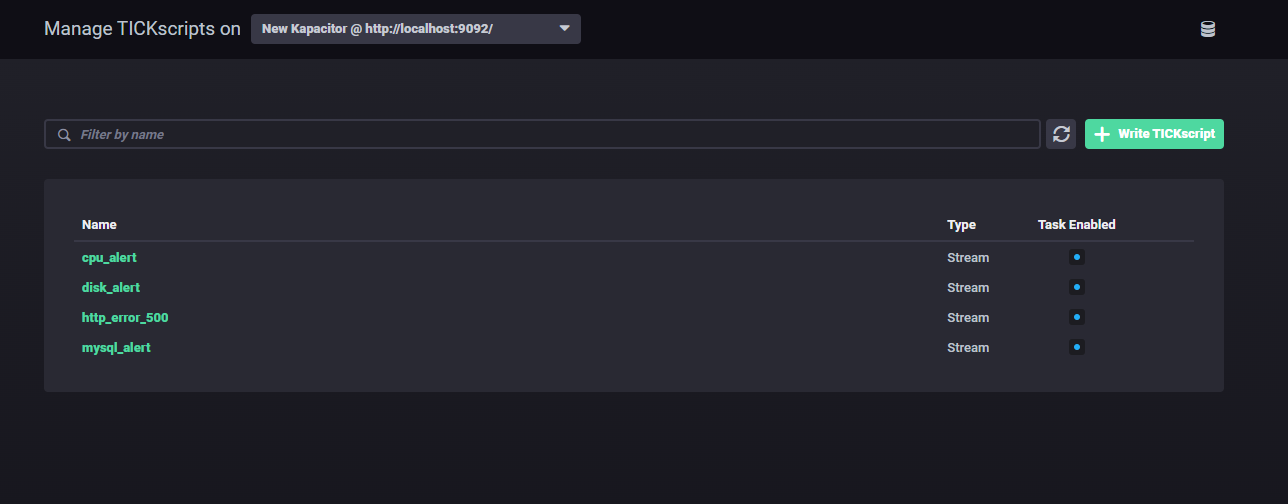 Manage TICKscripts on New Kapacitor @ http://localhost:9092/
Filter by name
Write TICKscript
Name Type Task Enabled
cpu_alert Stream
disk_alert Stream
http_error_500 Stream
mysql_alert Stream